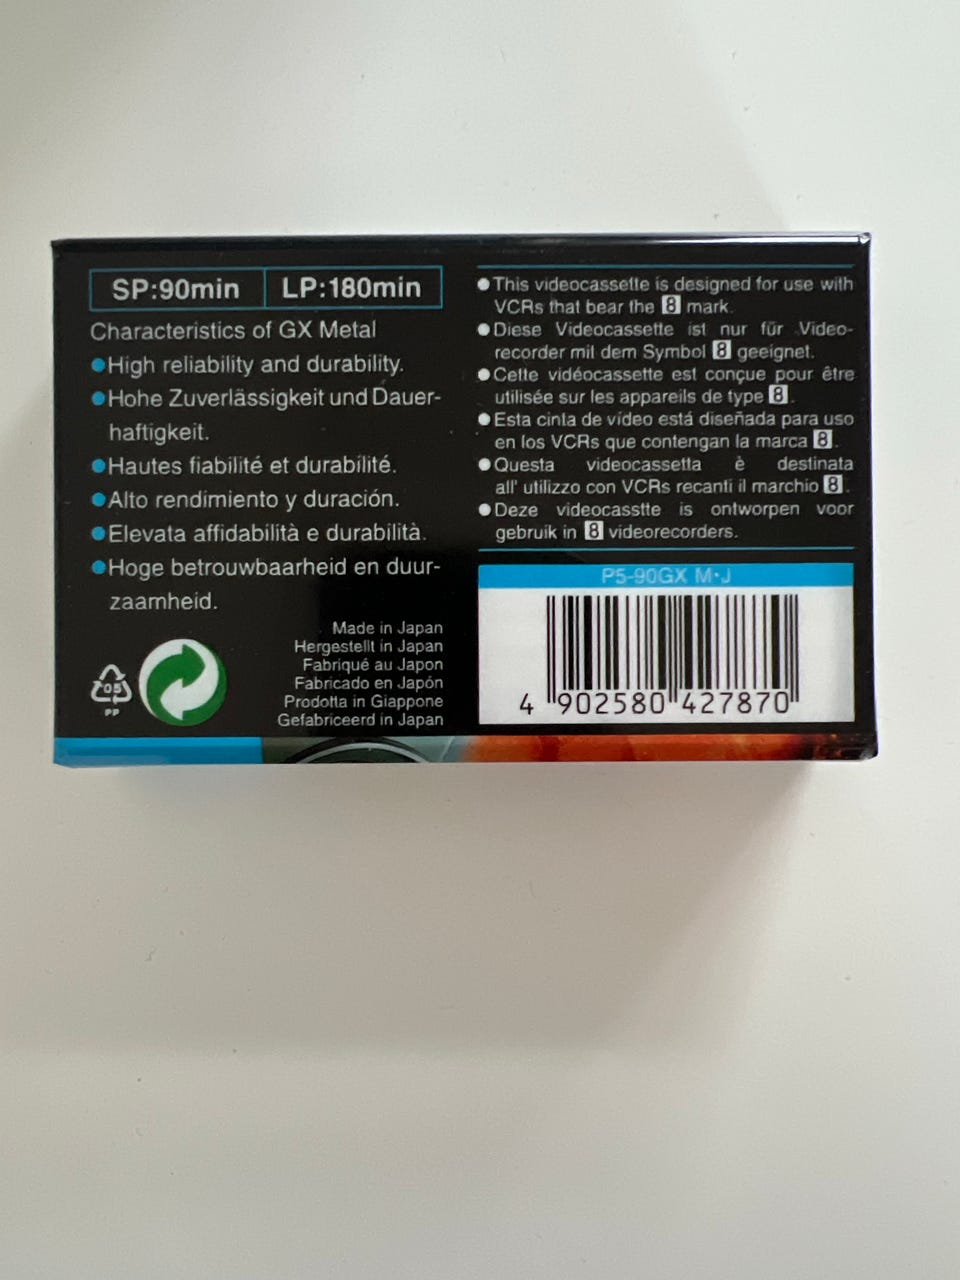 SP:90min LP:180min
Characteristics of GX Metal
●High reliability and durability.
●Hohe Zuverlässigkeit und Dauer-
haftigkeit.
●Hautes fiabilité et durabilité.
●Alto rendimiento y duración.
●Elevata affidabilità e durabilità.
●Hoge betrouwbaarheid en duur-
zaamheid.
05
PP
Made in Japan
Hergestellt in Japan
Fabriqué au Japon
Fabricado en Japón
Prodotta in Giappone
Gefabriceerd in Japan
●This videocassette is designed for use with
VCRs that bear the 8 mark.
●Diese Videocassette ist nur für Video-
recorder mit dem Symbol 8 geeignet.
●Cette vidéocassette est conçue pour être
utilisée sur les appareils de type 8.
●Esta cinta de vídeo está diseñada para uso
en los VCRs que contengan la marca 8.
●Questa videocassetta è destinata
all' utilizzo con VCRs recanti il marchio 8.
●Deze videocasstte is ontworpen voor
gebruik in 8 videorecorders.
P5-90GX M·J
4 902580 427870